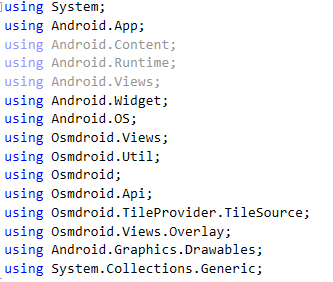 using System;
using Android.App;
using Android.Content;
using Android.Runtime;
using Android.Views;
using Android.Widget;
using Android.OS;
using Osmdroid.Views;
using Osmdroid.Util;
using Osmdroid;
using Osmdroid.Api;
using Osmdroid.TileProvider.TileSource;
using Osmdroid.Views.Overlay;
using Android.Graphics.Drawables;
using System.Collections.Generic;